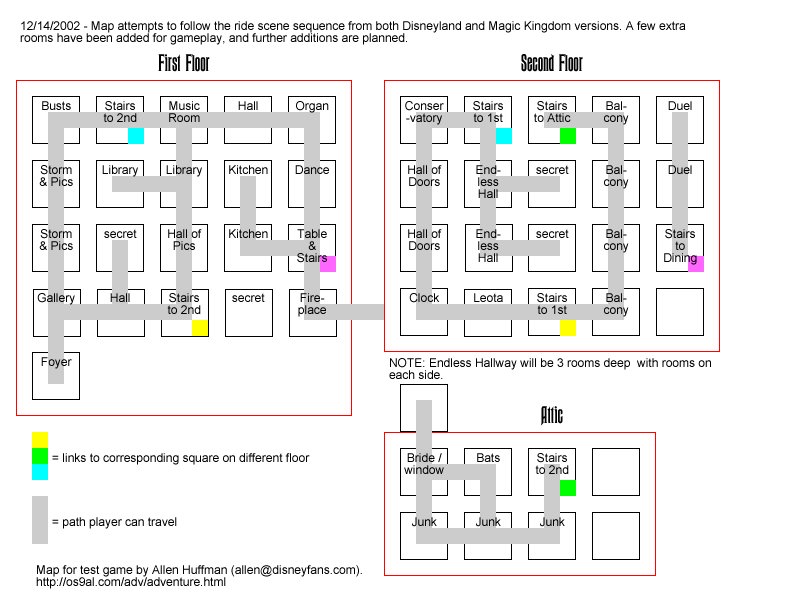 12/14/2002 - Map attempts to follow the ride scene sequence from both Disneyland and Magic Kingdom versions. A few extra
rooms have been added for gameplay, and further additions are planned.
First Floor
Busts
Stairs
to 2nd
Music
Room
Hall
Organ
Storm
& Pics
Library
Library
Kitchen
Dance
Storm
& Pics
secret
Hall of
Pics
Kitchen
Table
&
Stairs
Gallery
Hall
Stairs
to 2nd
secret
Fire-
place
Foyer
Second Floor
Conser
-vatory
Stairs
to 1st
Stairs
to Attic
Bal-
cony
Duel
Hall of
Doors
End-
less
Hall
secret
Bal-
cony
Duel
Hall of
Doors
End-
less
Hall
secret
Bal-
cony
Stairs
to
Dining
Clock
Leota
Stairs
to 1st
Bal-
cony
NOTE: Endless Hallway will be 3 rooms deep with rooms on
each side.
Attic
Bride /
window
Bats
Stairs
to 2nd
Junk
Junk
Junk
= links to corresponding square on different floor
= path player can travel
Map for test game by Allen Huffman (allen@disneyfans.com).
http://os9al.com/adv/adventure.html